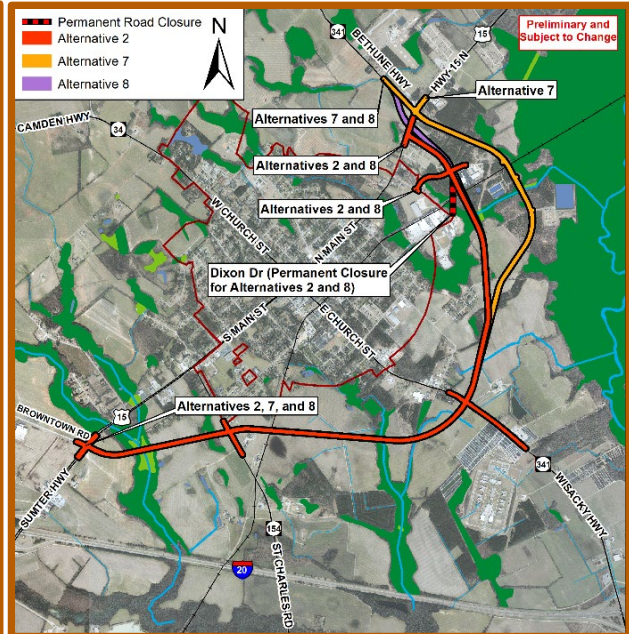 Permanent Road Closure
Alternative 2
Alternative 7
Alternative 8
N
Preliminary and
Subject to Change
341
BETHUNE HWY
HWY 15 N
15
Alternative 7
Alternatives 7 and 8
CAMDEN HWY
34
Alternatives 2 and 8
W CHURCH ST
N MAIN ST
Alternatives 2 and 8
Dixon Dr (Permanent Closure
for Alternatives 2 and 8)
S MAIN ST
E CHURCH ST
BROWNTOWN RD
15
Alternatives 2, 7, and 8
SUMTER HWY
341
WISACKY HWY
154
ST CHARLES RD
20